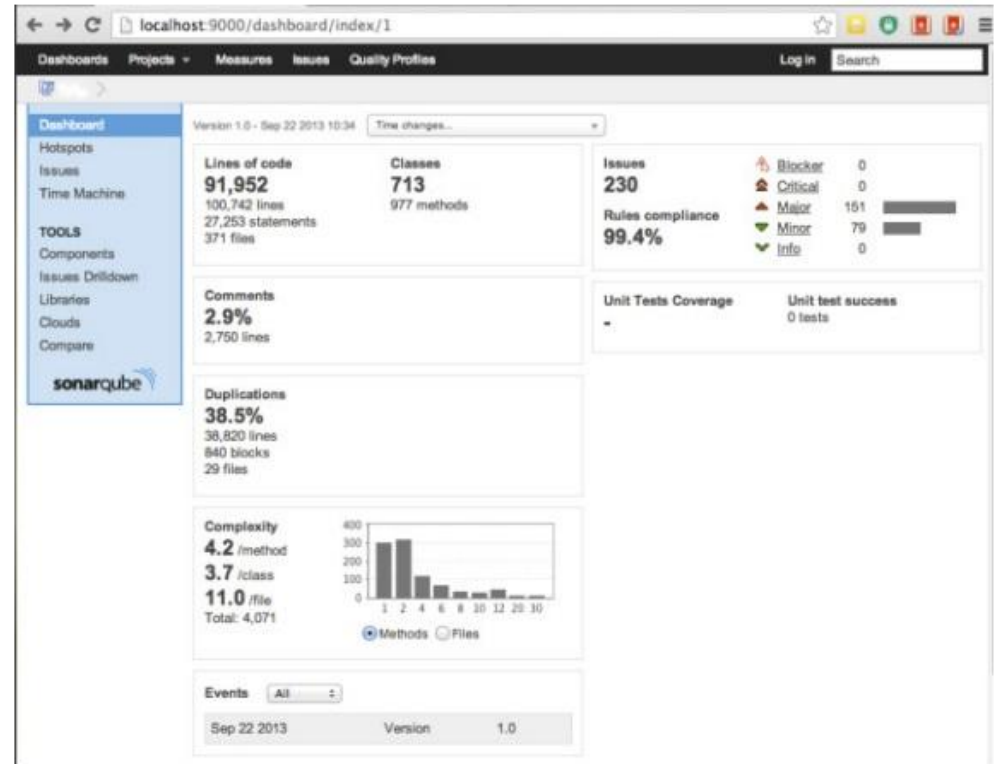 localhost:9000/dashboard/index/1
Dashboards Projects Measures Issues Quality Profiles Log in Search
Dashboard
Hotspots
Issues
Time Machine
TOOLS
Components
Issues Drilldown
Libraries
Clouds
Compare
sonarqube
Version 1.0 - Sep 22 2013 10:34 Time changes...
Lines of code
91,952
100,742 lines
27,253 statements
371 files
Classes
713
977 methods
Comments
2.9%
2,750 lines
Duplications
38.5%
38,820 lines
840 blocks
29 files
Complexity
4.2 /method
3.7 /class
11.0 /file
Total: 4,071
400
300
200
100
0
1 2 4 6 8 10 12 20 30
Methods Files
Events All
Sep 22 2013 Version 1.0
Issues
230
Rules compliance
99.4%
Blocker 0
Critical 0
Major 151
Minor 79
Info 0
Unit Tests Coverage
-
Unit test success
0 tests